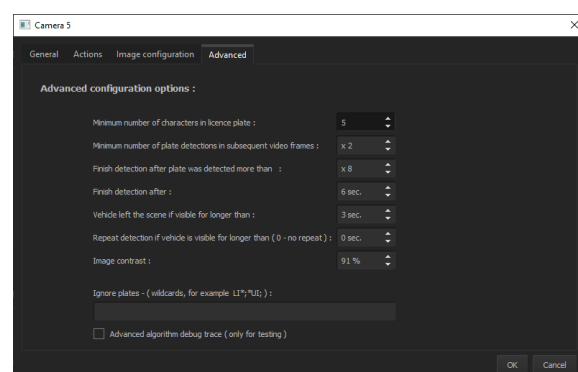 Camera 5
General Actions Image configuration Advanced
Advanced configuration options :
Minimum number of characters in licence plate : 5
Minimum number of plate detections in subsequent video frames : x 2
Finish detection after plate was detected more than : x 8
Finish detection after : 6 sec.
Vehicle left the scene if visible for longer than : 3 sec.
Repeat detection if vehicle is visible for longer than ( 0 - no repeat ) : 0 sec.
Image contrast : 91 %
Ignore plates - ( wildcards, for example LI*;*UI; ) :
Advanced algorithm debug trace ( only for testing )
OK Cancel